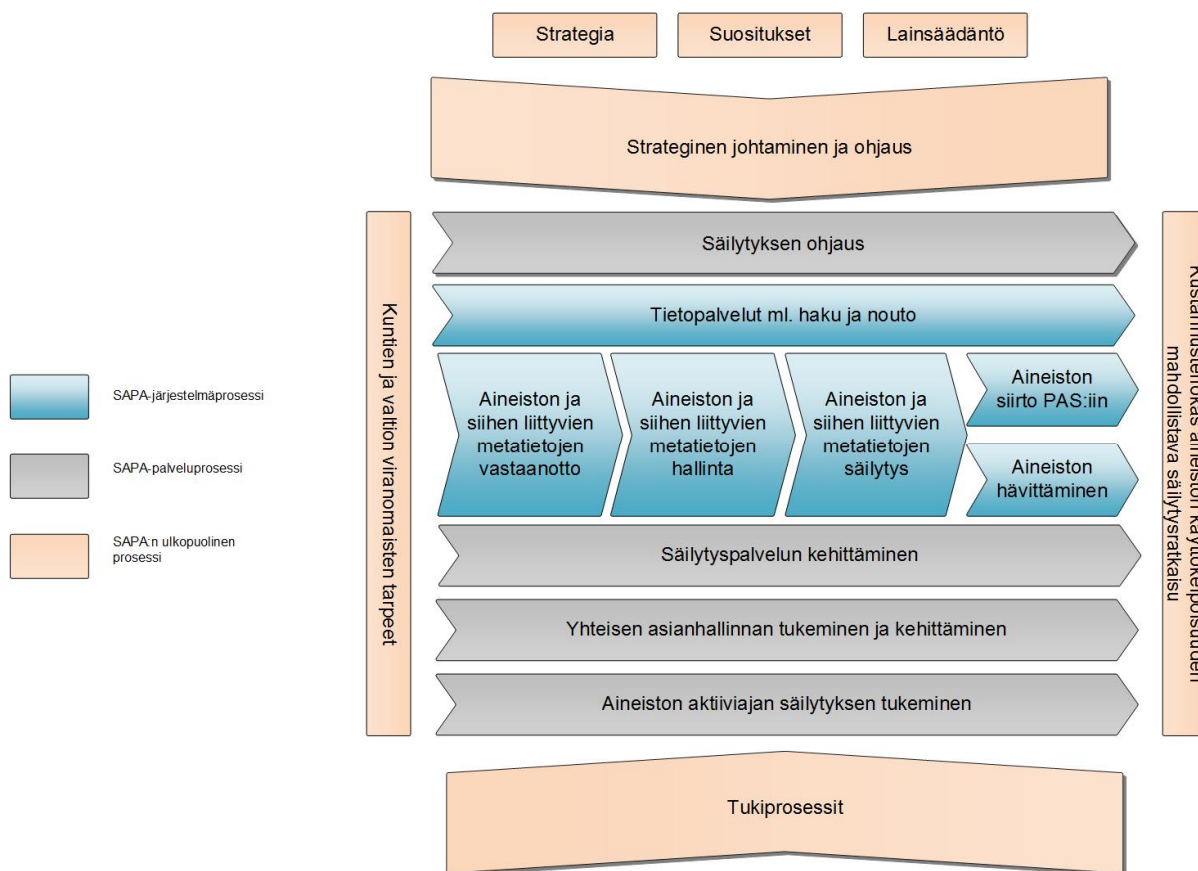 Strategia
Suositukset
Lainsäädäntö
Strateginen johtaminen ja ohjaus
Kuntien ja valtion viranomaisten tarpeet
Säilytyksen ohjaus
Tietopalvelut ml. haku ja nouto
Aineiston ja
siihen liittyvien
metatietojen
vastaanotto
Aineiston ja
siihen liittyvien
metatietojen
hallinta
Aineiston ja
siihen liittyvien
metatietojen
säilytys
Aineiston
siirto PAS:iin
Aineiston
hävittäminen
Säilytyspalvelun kehittäminen
Yhteisen asianhallinnan tukeminen ja kehittäminen
Aineiston aktiiviajan säilytyksen tukeminen
Kustannustehokas aineiston käyttökelpoisuuden
mahdollistava säilytysratkaisu
Tukiprosessit
SAPA-järjestelmäprosessi
SAPA-palveluprosessi
SAPA:n ulkopuolinen
prosessi